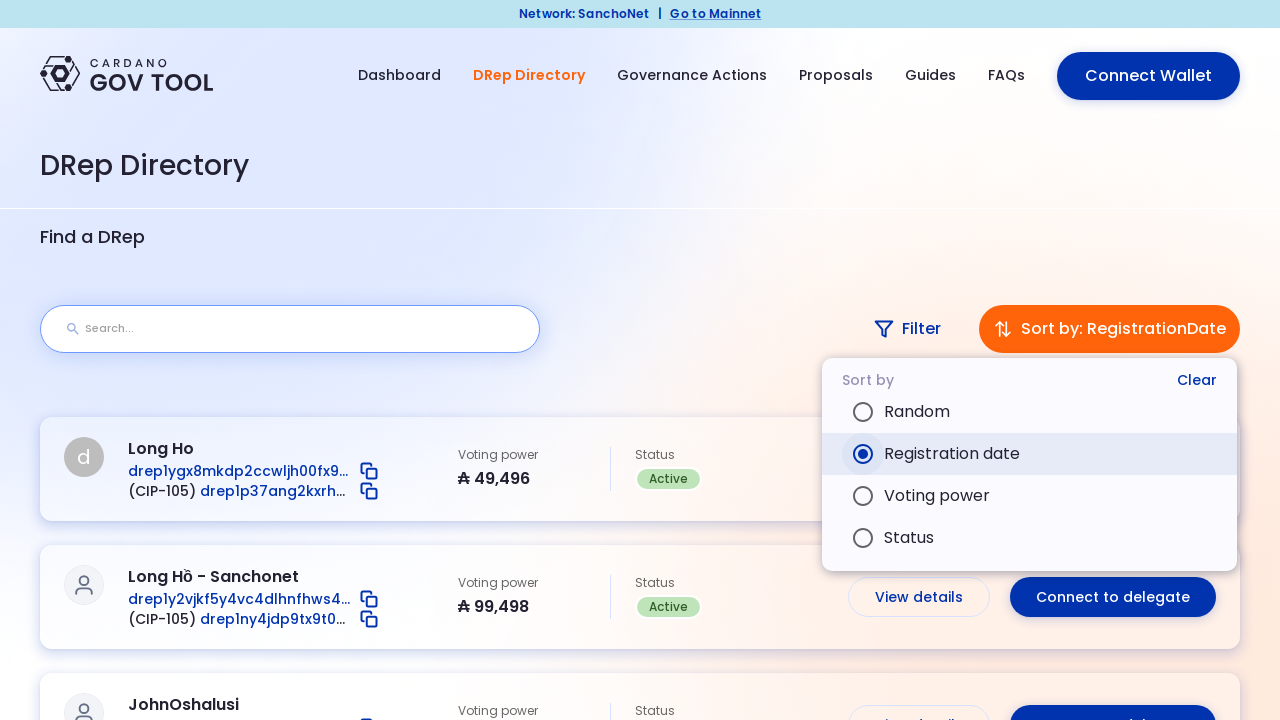 Network: SanchoNet | Go to Mainnet
CARDANO
GOV TOOL
Dashboard
DRep Directory
Governance Actions
Proposals
Guides
FAQs
Connect Wallet
DRep Directory
Find a DRep
Search...
Filter
Sort by: RegistrationDate
Sort by
Clear
Random
Registration date
Voting power
Status
d
Long Ho
drep1ygx8mkdp2ccwljh00fx9...
(CIP-105) drep1p37ang2kxrh...
Voting power
₳ 49,496
Status
Active
Long Hồ - Sanchonet
drep1y2vjkf5y4vc4dlhnfhws4...
(CIP-105) drep1ny4jdp9tx9t0...
Voting power
₳ 99,498
Status
Active
View details
Connect to delegate
JohnOshalusi
Voting power
Status